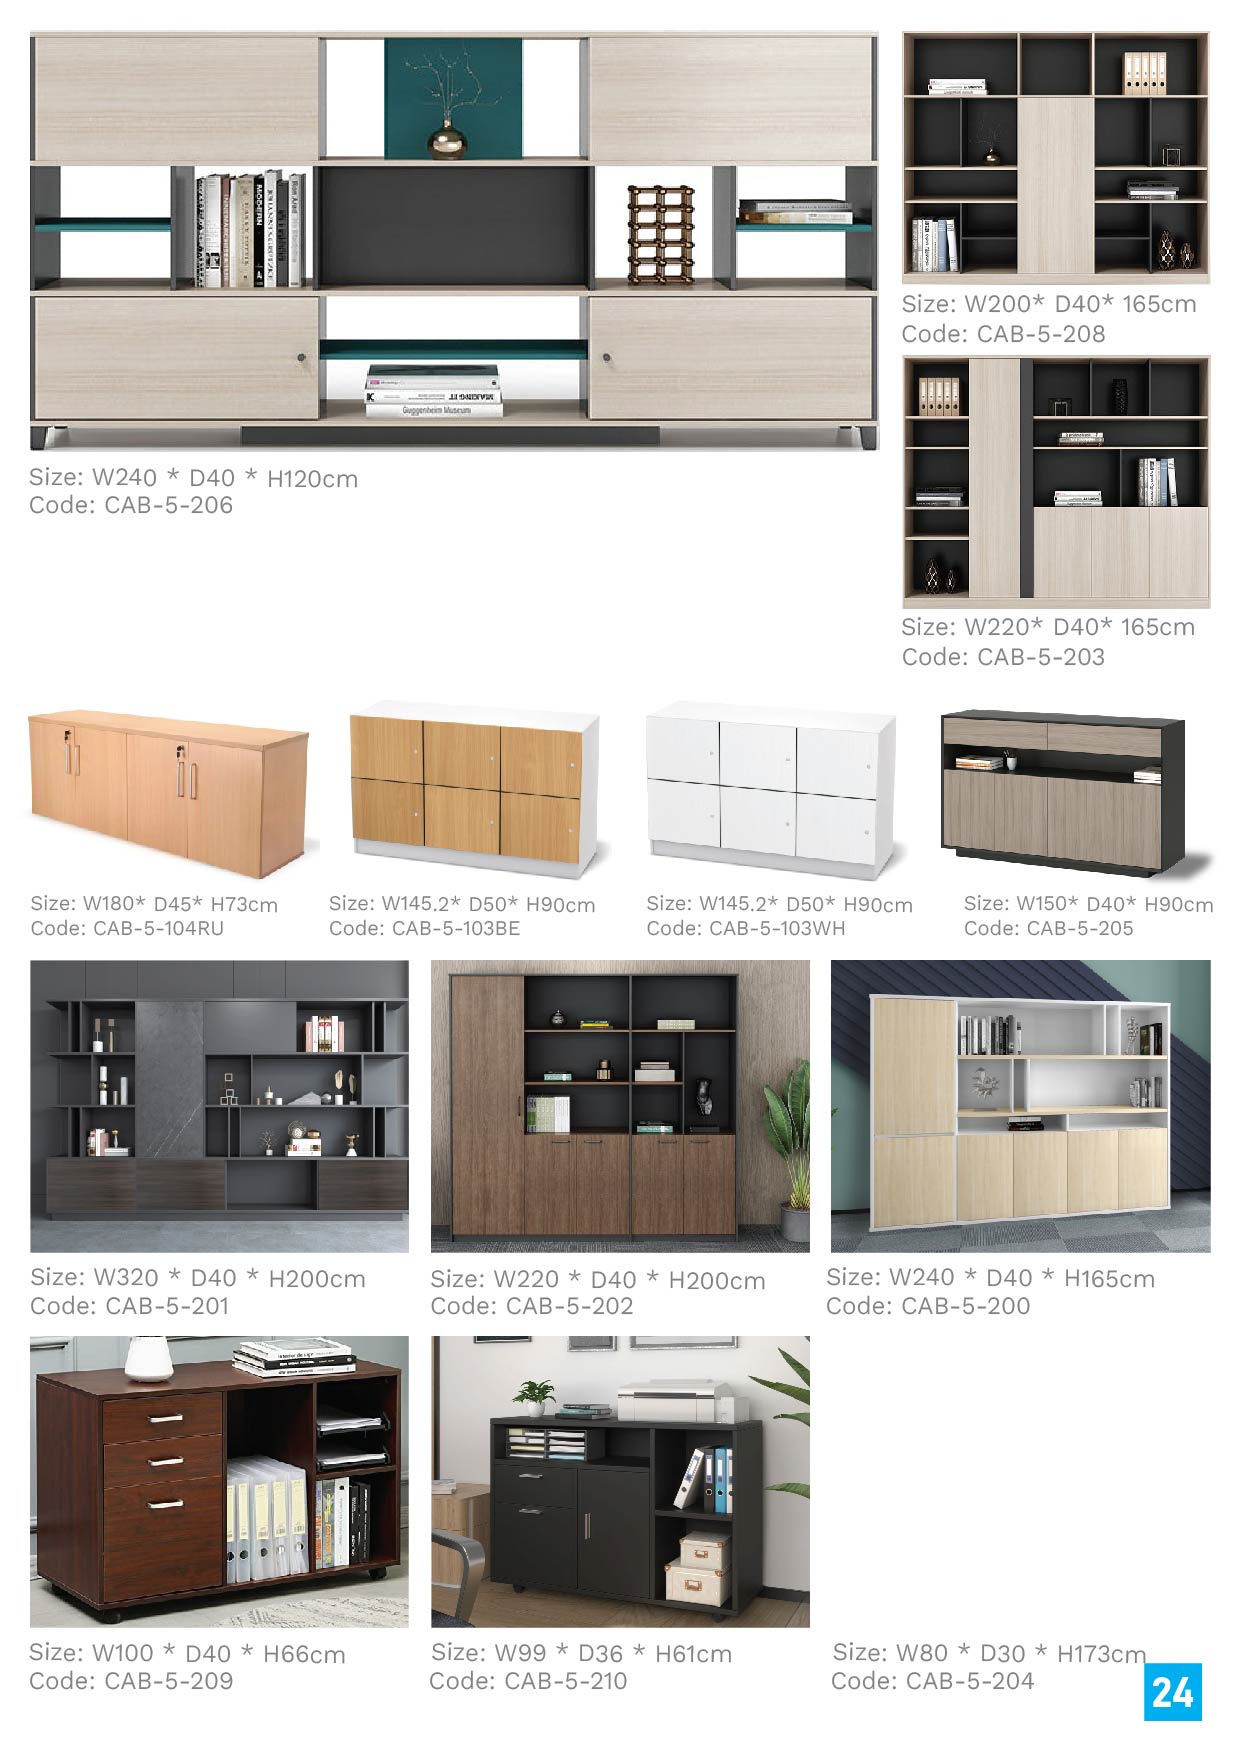 Size: W240 * D40 * H120cm
Code: CAB-5-206
Size: W200* D40* 165cm
Code: CAB-5-208
Size: W220* D40* 165cm
Code: CAB-5-203
Size: W180* D45* H73cm
Code: CAB-5-104RU
Size: W145.2* D50* H90cm
Code: CAB-5-103BE
Size: W145.2* D50* H90cm
Code: CAB-5-103WH
Size: W150* D40* H90cm
Code: CAB-5-205
Size: W320 * D40 * H200cm
Code: CAB-5-201
Size: W220 * D40 * H200cm
Code: CAB-5-202
Size: W240 * D40 * H165cm
Code: CAB-5-200
Size: W100 * D40 * H66cm
Code: CAB-5-209
Size: W99 * D36 * H61cm
Code: CAB-5-210
Size: W80 * D30 * H173cm
Code: CAB-5-204
24
MODERN
MAKING IT
Guggenheim Museum